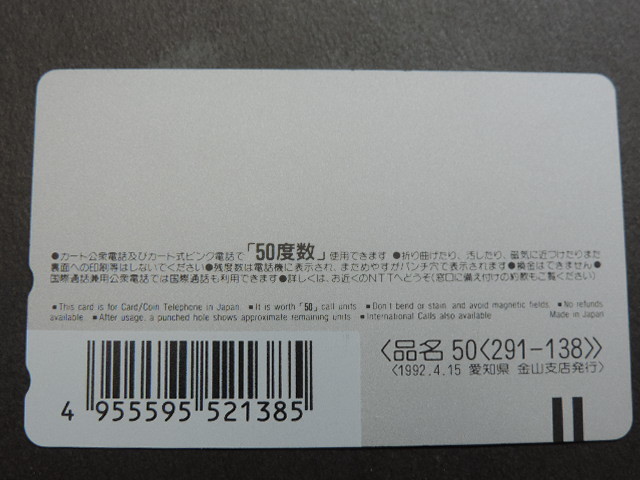 ●カード公衆電話及びカード式ピンク電話で「50度数」使用できます ●折り曲げたり、汚したり、磁気に近づけたりまた
裏面への印刷等はしないでください●残度数は電話機に表示され、まためやすがパンチ穴で表示されます●換金はできません●
国際通話兼用公衆電話では国際通話も利用できます●詳しくは、お近くのNTTへどうぞ(窓口に備え付けの約款もご覧ください)
■This card is for Card/Coin Telephone in Japan. ■It is worth「50」call units ■Don't bend or stain and avoid magnetic fields. ■No refunds
available. ■After usage, a punched hole shows approximate remaining units ■International Calls also available. Made in Japan
〈品名 50〈291-138〉〉
〈1992.4.15 愛知県 金山支店発行〉
4 955595 521385